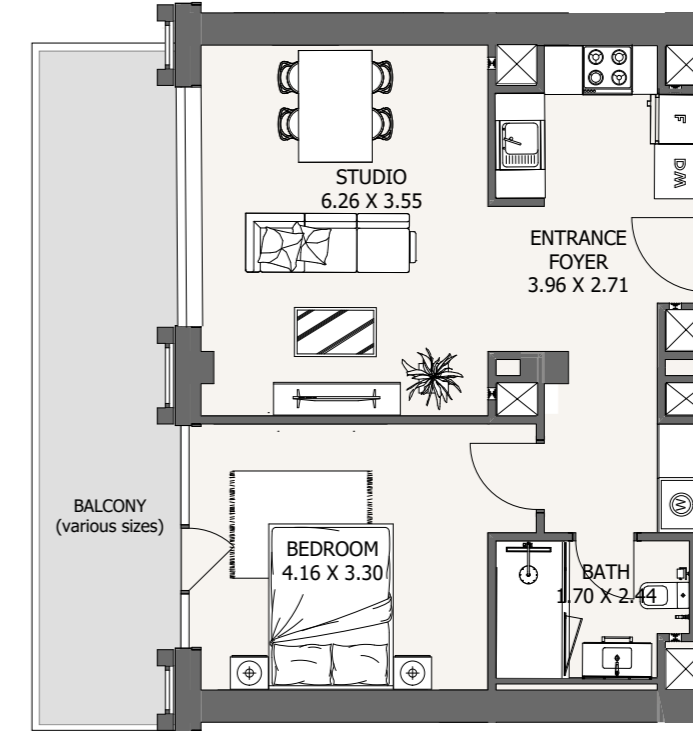 STUDIO
6.26 X 3.55
ENTRANCE
FOYER
3.96 X 2.71
F
DW
BALCONY
(various sizes)
BEDROOM
4.16 X 3.30
W
BATH
1.70 X 2.44